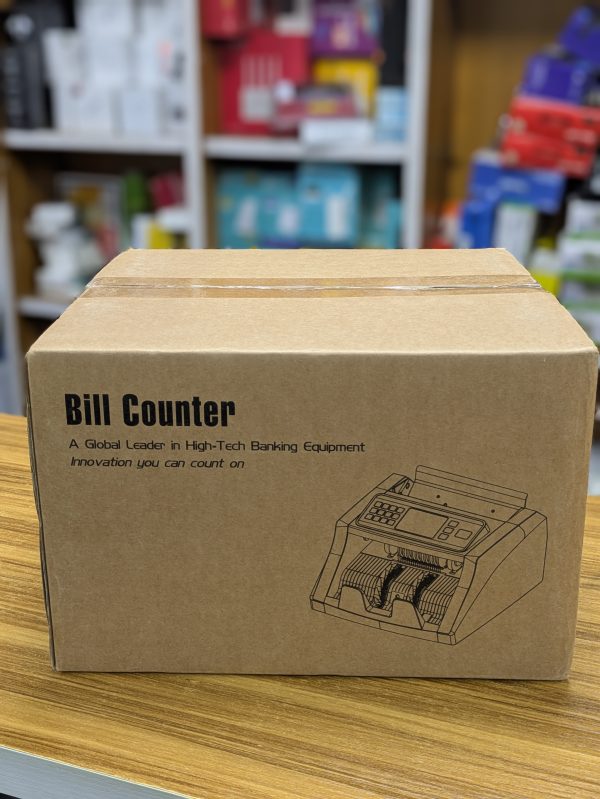 Bill Counter
A Global Leader in High-Tech Banking Equipment
Innovation you can count on